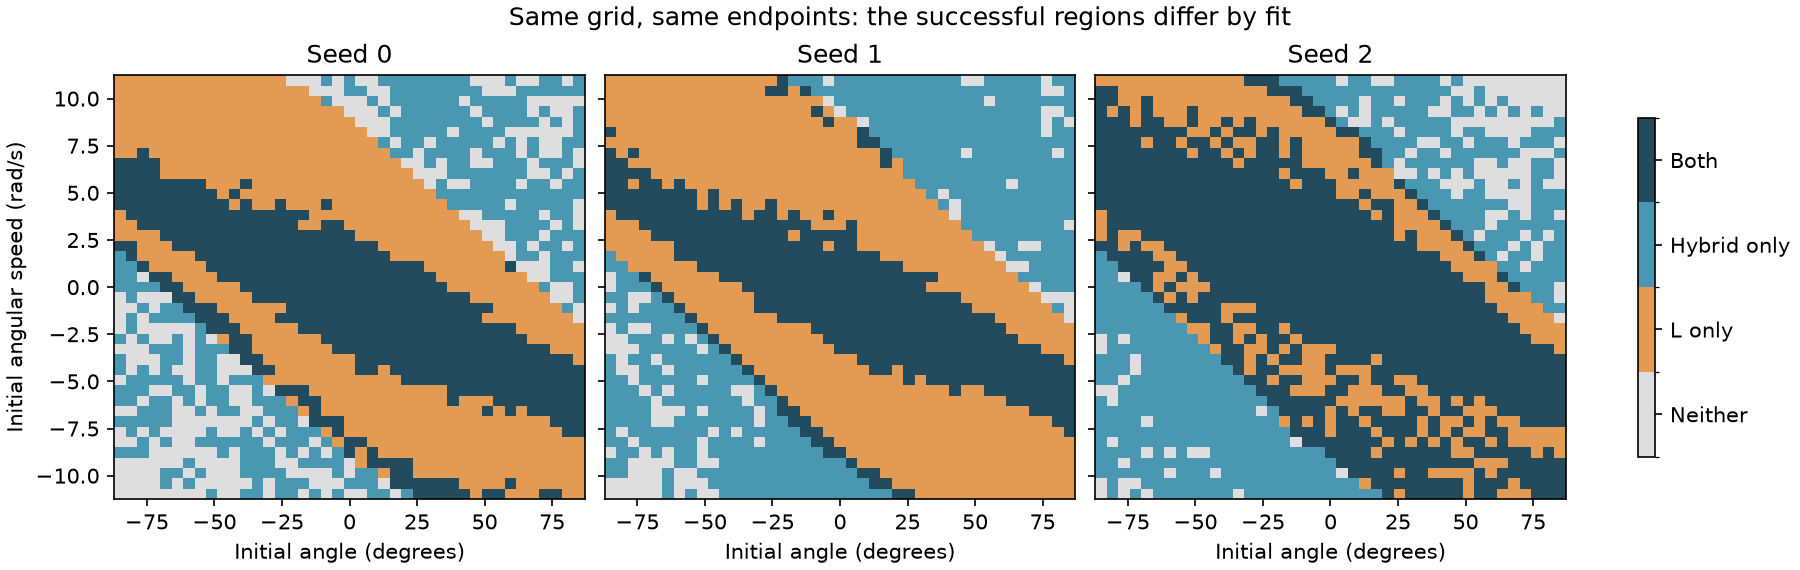 Same grid, same endpoints: the successful regions differ by fit
Seed 0
Seed 1
Seed 2
Initial angular speed (rad/s)
10.0
7.5
5.0
2.5
0.0
−2.5
−5.0
−7.5
−10.0
−75 −50 −25 0 25 50 75
−75 −50 −25 0 25 50 75
−75 −50 −25 0 25 50 75
Initial angle (degrees)
Initial angle (degrees)
Initial angle (degrees)
Both
Hybrid only
L only
Neither